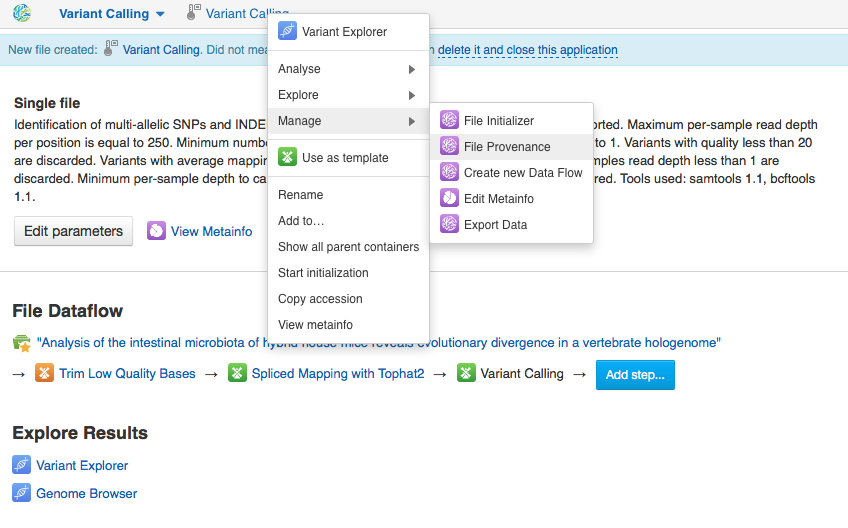 Variant Calling Variant Calling
Variant Explorer
New file created: Variant Calling. Did not mea
delete it and close this application
Analyse
Explore
Manage
Use as template
Rename
Add to…
Show all parent containers
Start initialization
Copy accession
View metainfo
File Initializer
File Provenance
Create new Data Flow
Edit Metainfo
Export Data
Single file
Identification of multi-allelic SNPs and INDE orted. Maximum per-sample read depth
per position is equal to 250. Minimum numb to 1. Variants with quality less than 20
are discarded. Variants with average mappin mples read depth less than 1 are
discarded. Minimum per-sample depth to ca red. Tools used: samtools 1.1, bcftools
1.1.
Edit parameters View Metainfo
File Dataflow
"Analysis of the intestinal microbiota of hybrid house mice reveals evolutionary divergence in a vertebrate hologenome"
→ Trim Low Quality Bases → Spliced Mapping with Tophat2 → Variant Calling → Add step...
Explore Results
Variant Explorer
Genome Browser